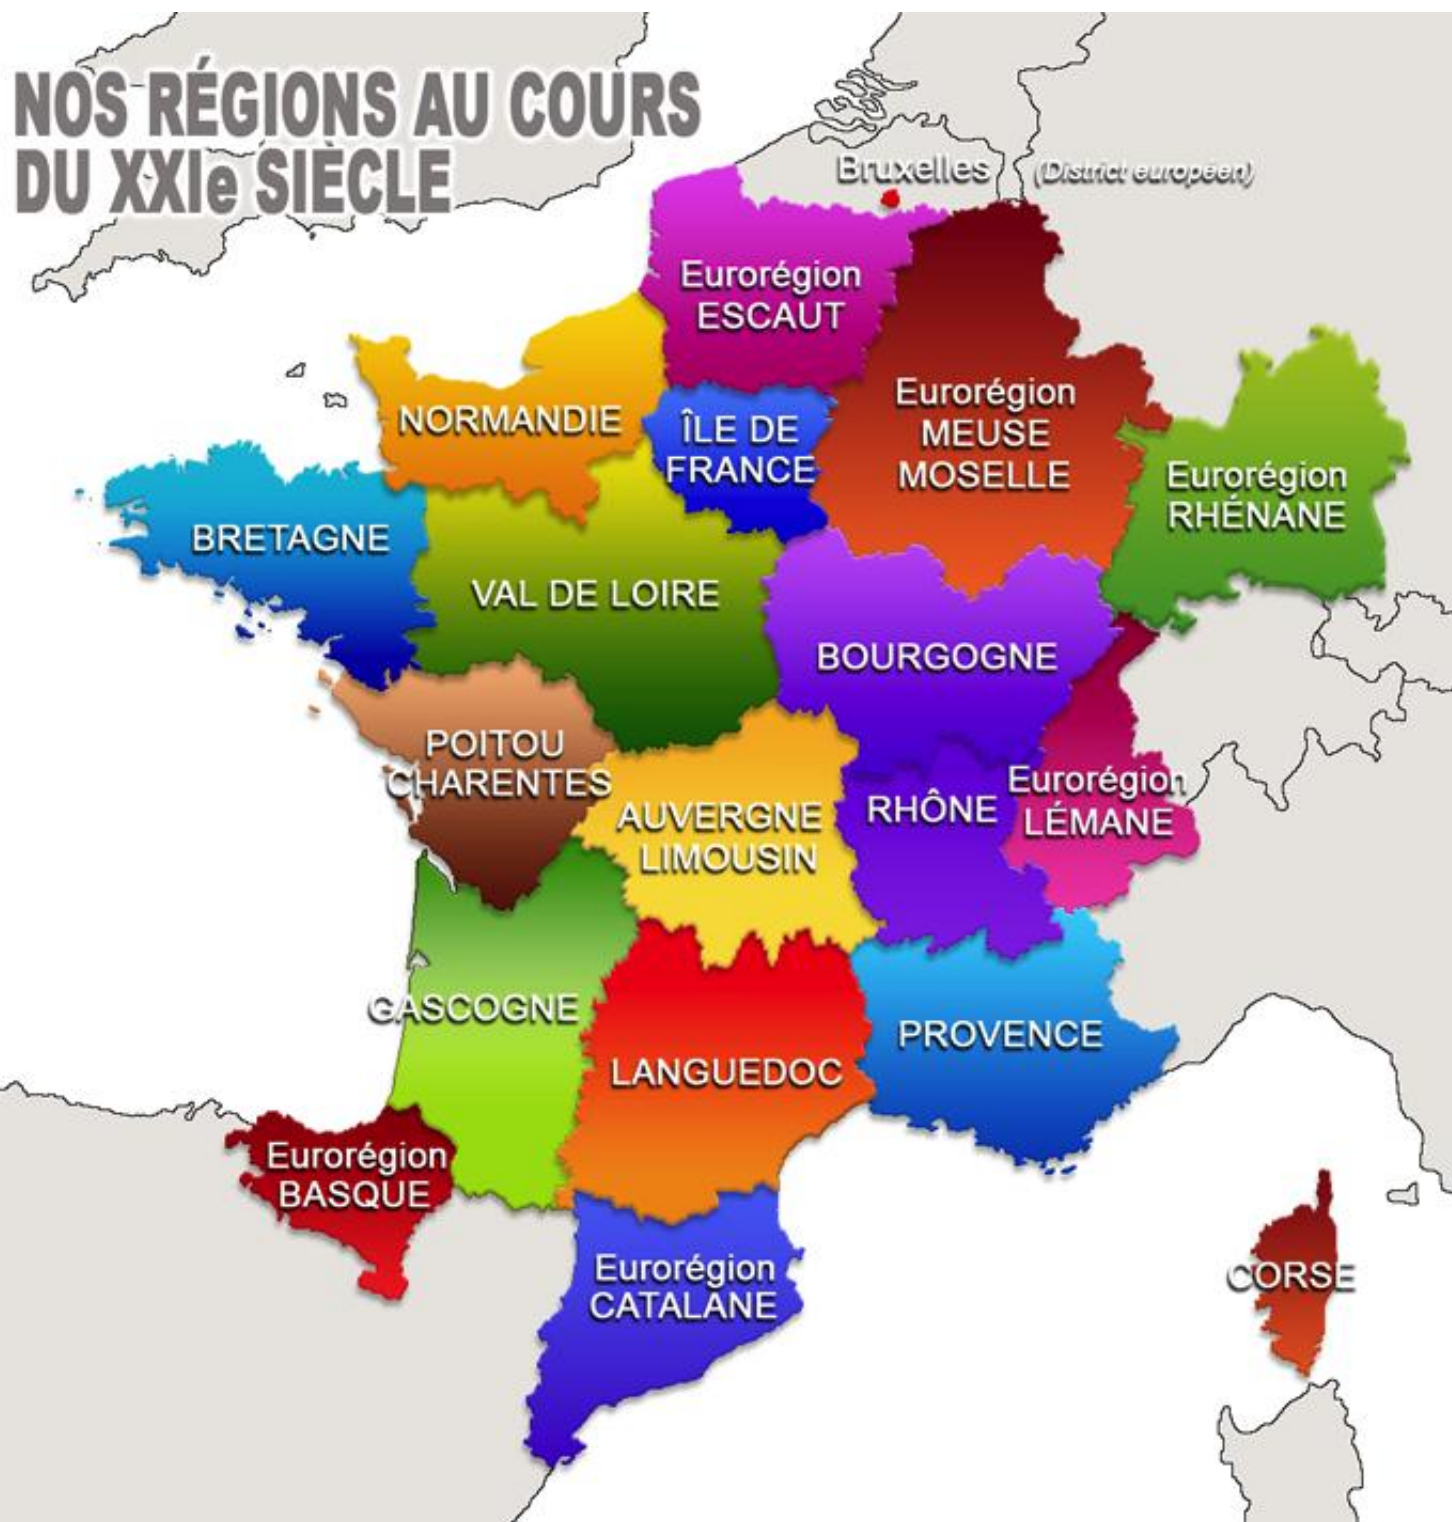 NOS RÉGIONS AU COURS
DU XXIe SIÈCLE
Bruxelles (District européen)
Eurorégion
ESCAUT
NORMANDIE
ÎLE DE
FRANCE
Eurorégion
MEUSE
MOSELLE
Eurorégion
RHÉNANE
BRETAGNE
VAL DE LOIRE
BOURGOGNE
POITOU
CHARENTES
AUVERGNE
LIMOUSIN
RHÔNE
Eurorégion
LÉMANE
GASCOGNE
LANGUEDOC
PROVENCE
Eurorégion
BASQUE
Eurorégion
CATALANE
CORSE